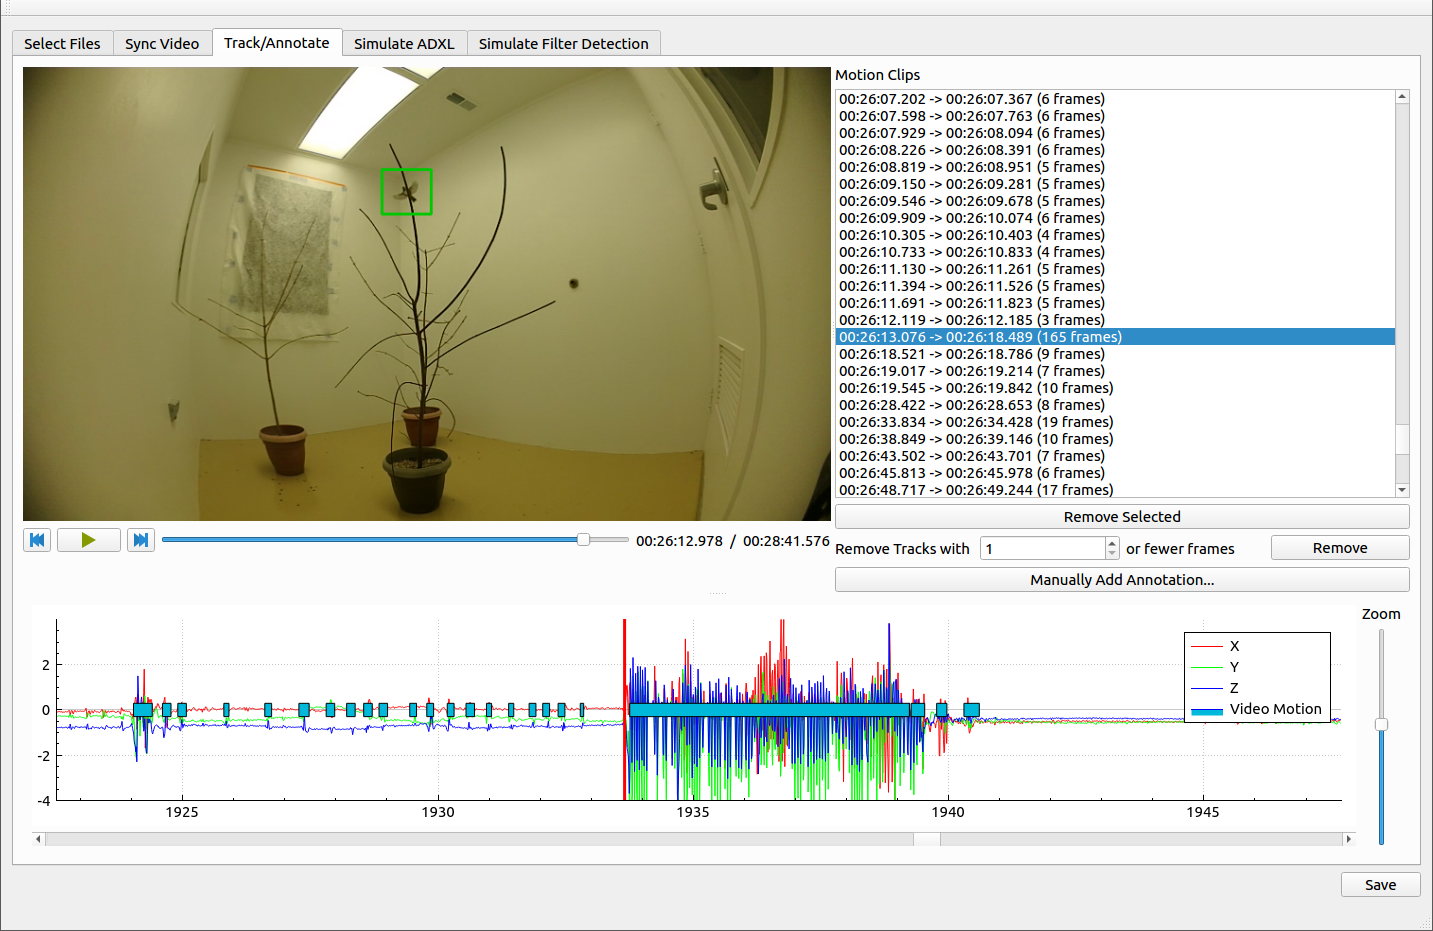 Select Files
Sync Video
Track/Annotate
Simulate ADXL
Simulate Filter Detection
Motion Clips
00:26:07.202 -> 00:26:07.367 (6 frames)
00:26:07.598 -> 00:26:07.763 (6 frames)
00:26:07.929 -> 00:26:08.094 (6 frames)
00:26:08.226 -> 00:26:08.391 (6 frames)
00:26:08.819 -> 00:26:08.951 (5 frames)
00:26:09.150 -> 00:26:09.281 (5 frames)
00:26:09.546 -> 00:26:09.678 (5 frames)
00:26:09.909 -> 00:26:10.074 (6 frames)
00:26:10.305 -> 00:26:10.403 (4 frames)
00:26:10.733 -> 00:26:10.833 (4 frames)
00:26:11.130 -> 00:26:11.261 (5 frames)
00:26:11.394 -> 00:26:11.526 (5 frames)
00:26:11.691 -> 00:26:11.823 (5 frames)
00:26:12.119 -> 00:26:12.185 (3 frames)
00:26:13.076 -> 00:26:18.489 (165 frames)
00:26:18.521 -> 00:26:18.786 (9 frames)
00:26:19.017 -> 00:26:19.214 (7 frames)
00:26:19.545 -> 00:26:19.842 (10 frames)
00:26:28.422 -> 00:26:28.653 (8 frames)
00:26:33.834 -> 00:26:34.428 (19 frames)
00:26:38.849 -> 00:26:39.146 (10 frames)
00:26:43.502 -> 00:26:43.701 (7 frames)
00:26:45.813 -> 00:26:45.978 (6 frames)
00:26:48.717 -> 00:26:49.244 (17 frames)
Remove Selected
00:26:12.978 / 00:28:41.576
Remove Tracks with 1 or fewer frames
Remove
Manually Add Annotation...
Zoom
X
Y
Z
Video Motion
2
0
-2
-4
1925
1930
1935
1940
1945
Save